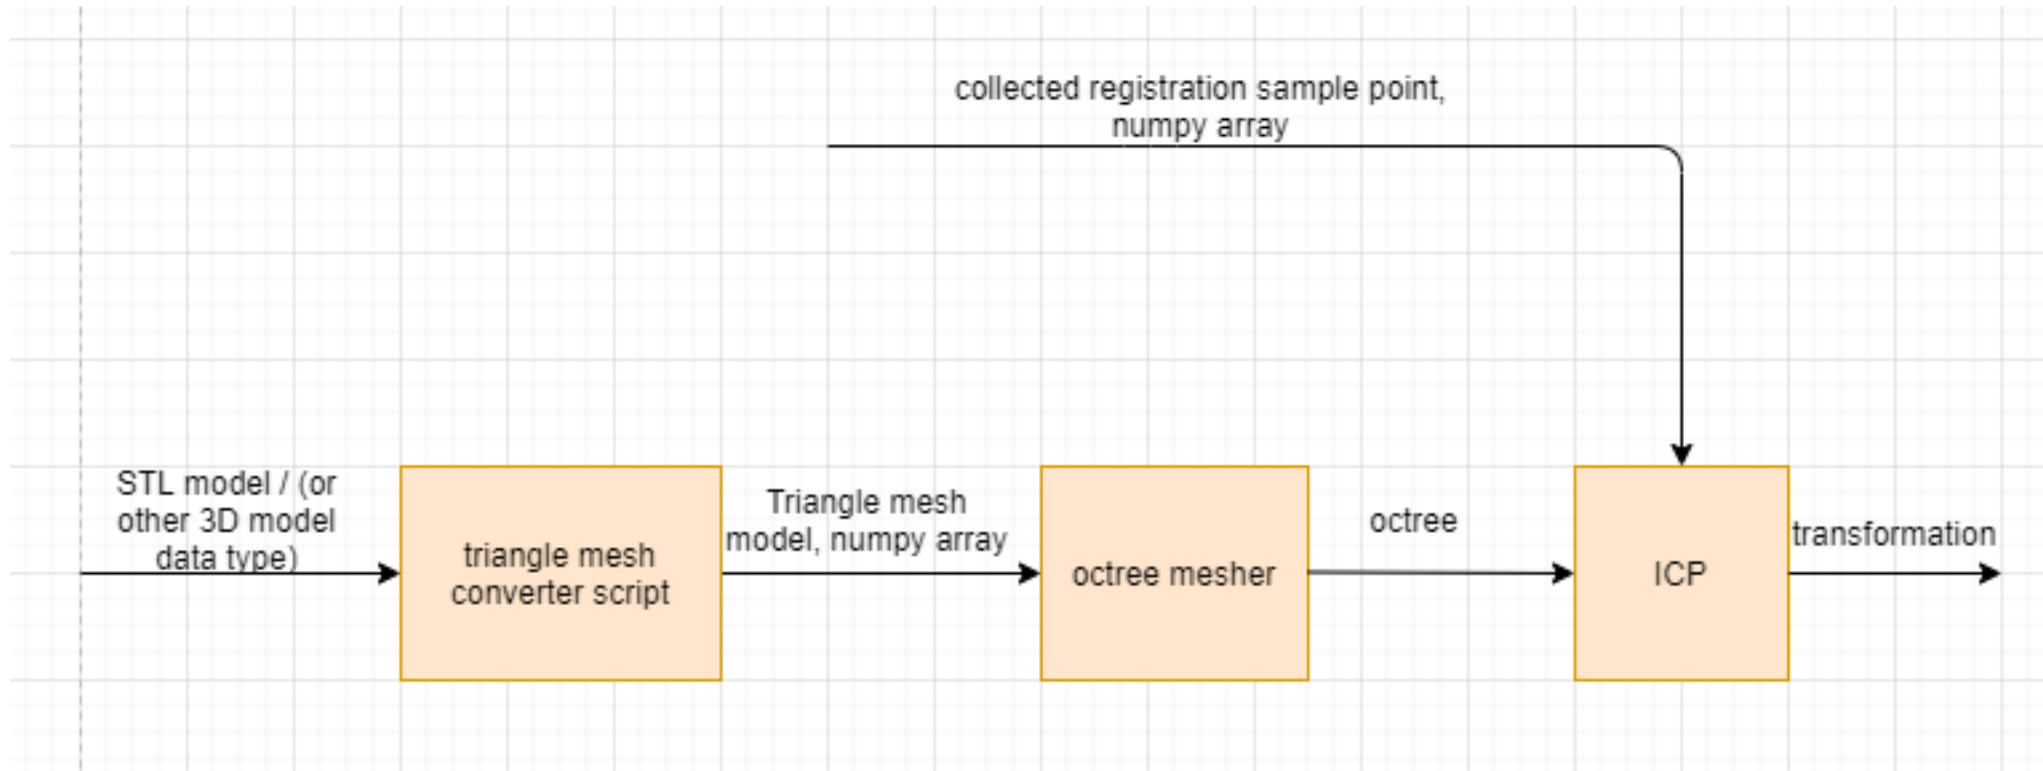 collected registration sample point,
numpy array
STL model / (or
other 3D model
data type)
triangle mesh
converter script
Triangle mesh
model, numpy array
octree mesher
octree
ICP
transformation